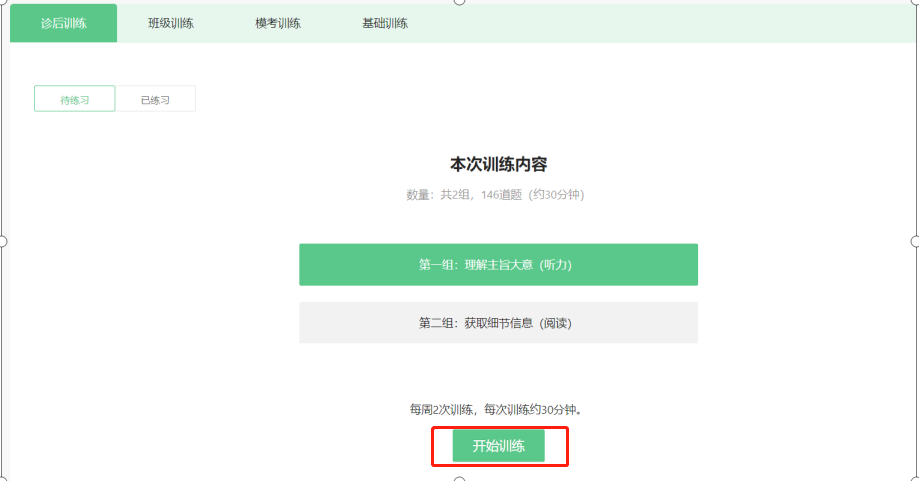 诊后训练 班级训练 模考训练 基础训练
待练习 已练习
本次训练内容
数量：共2组，146道题（约30分钟）
第一组：理解主旨大意（听力）
第二组：获取细节信息（阅读）
每周2次训练，每次训练约30分钟。
开始训练